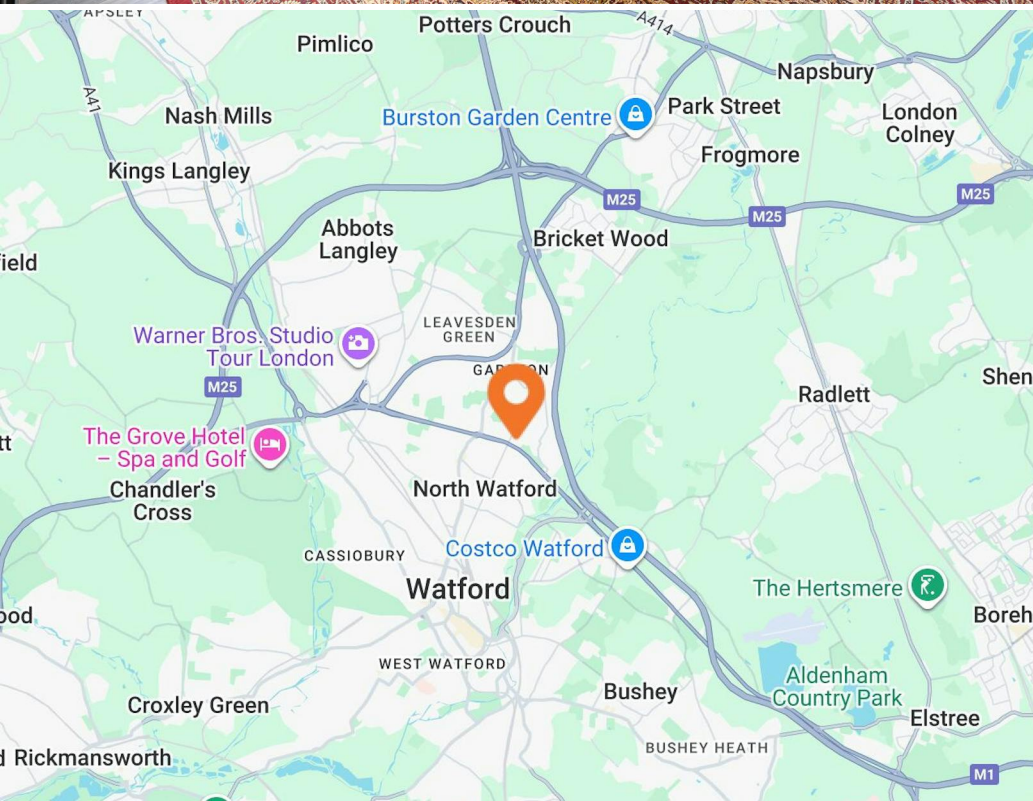 APSLEY
Potters Crouch
A414
Pimlico
Napsbury
A41
Nash Mills
Burston Garden Centre
Park Street
London
Colney
Frogmore
Kings Langley
M25
M25
M25
Abbots
Langley
Bricket Wood
field
LEAVESDEN
GREEN
Warner Bros. Studio
Tour London
Shen
M25
Radlett
The Grove Hotel
– Spa and Golf
tt
Chandler's
Cross
North Watford
CASSIOBURY
Costco Watford
Watford
The Hertsmere
ood
Boreh
WEST WATFORD
Aldenham
Country Park
Bushey
Croxley Green
Elstree
BUSHEY HEATH
d Rickmansworth
M1